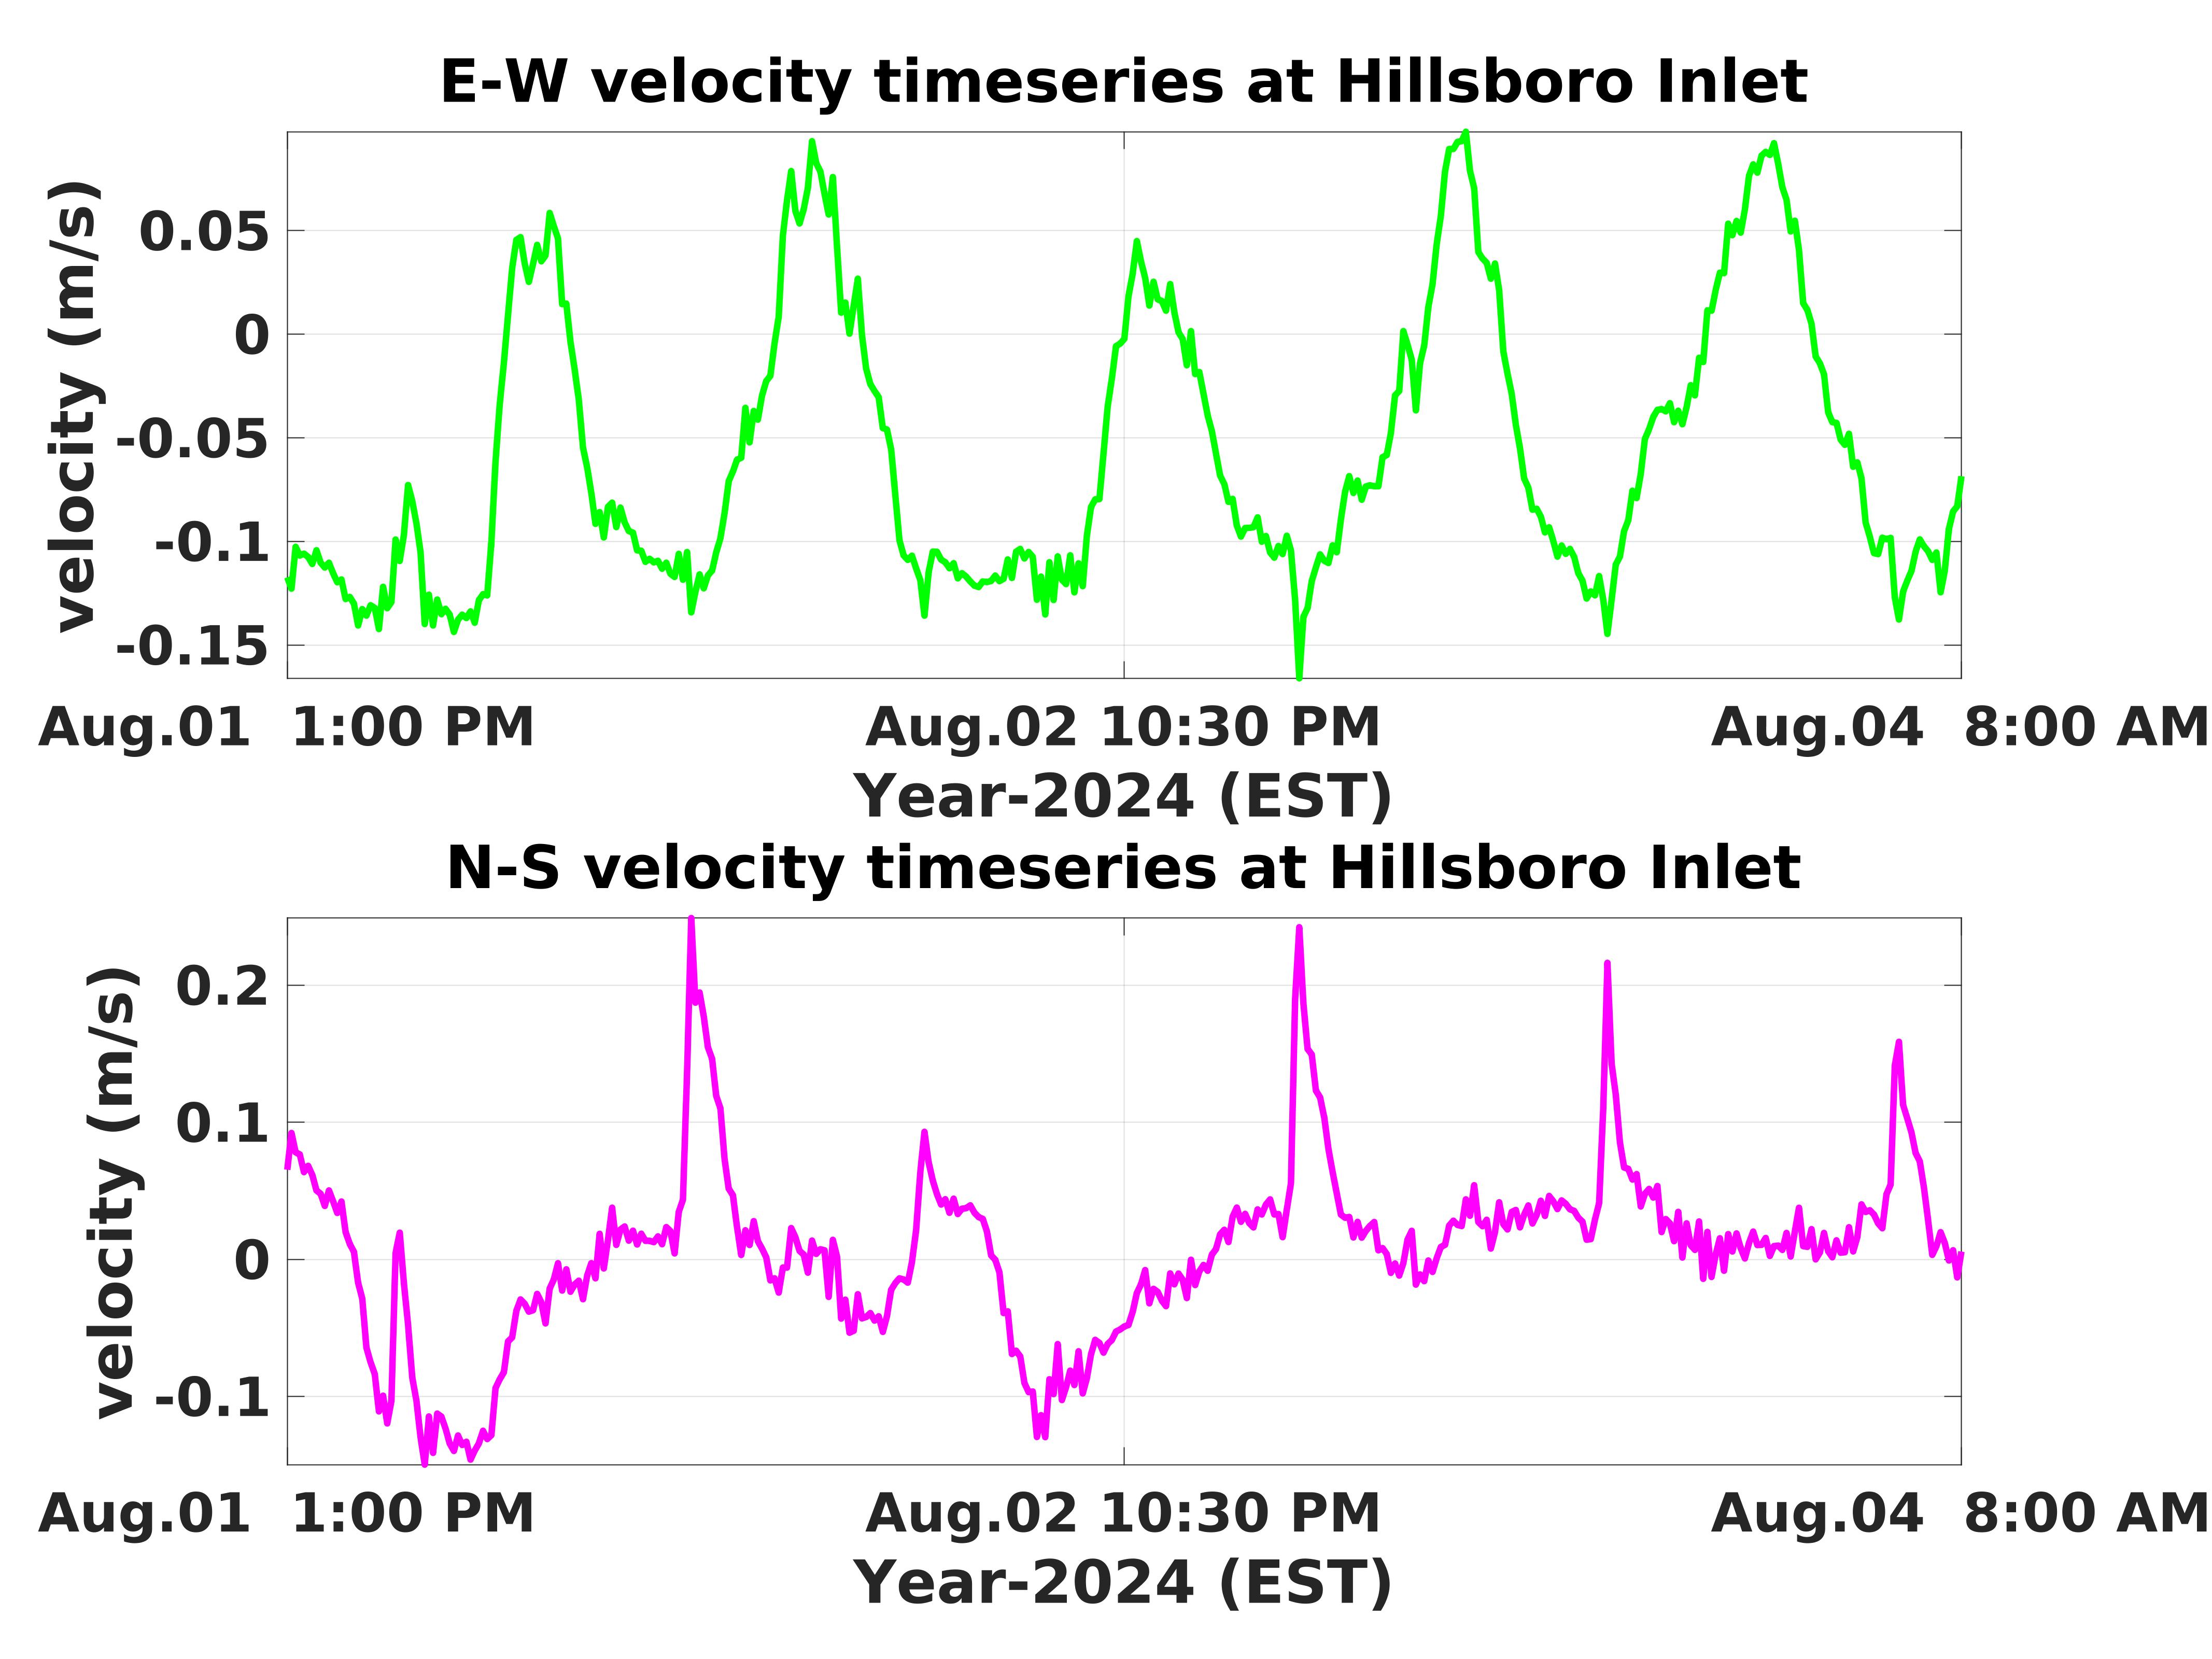 E-W velocity timeseries at Hillsboro Inlet
velocity (m/s)
0.05
0
-0.05
-0.1
-0.15
Aug.01  1:00 PM Aug.02 10:30 PM Aug.04  8:00 AM
Year-2024 (EST)
N-S velocity timeseries at Hillsboro Inlet
velocity (m/s)
0.2
0.1
0
-0.1
Aug.01  1:00 PM Aug.02 10:30 PM Aug.04  8:00 AM
Year-2024 (EST)